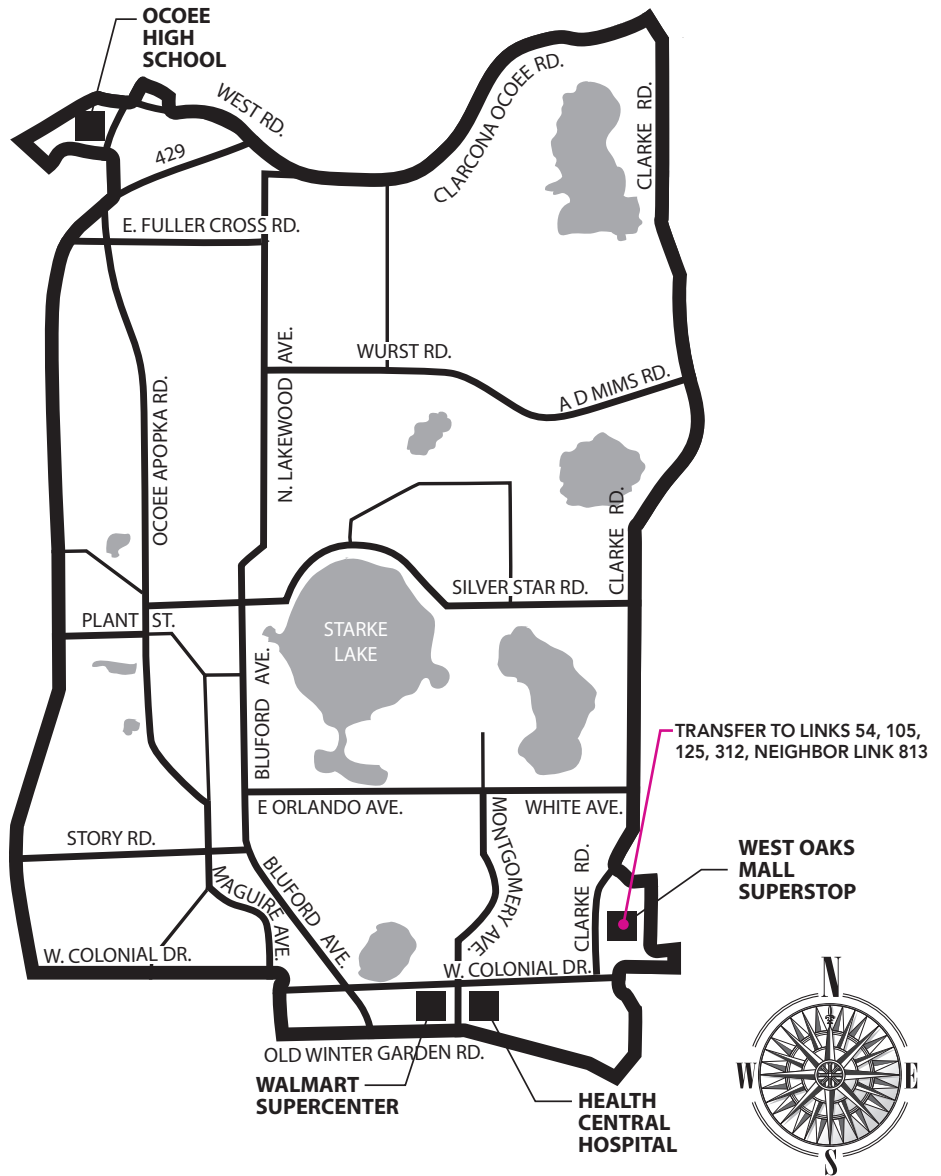 OCOEE
HIGH
SCHOOL
WEST RD.
CLARCONA OCOEE RD.
CLARKE RD.
429
E. FULLER CROSS RD.
WURST RD.
A D MIMS RD.
N. LAKEWOOD AVE.
OCOEE APOPKA RD.
CLARKE RD.
SILVER STAR RD.
PLANT ST.
STARKE
LAKE
BLUFORD AVE.
TRANSFER TO LINKS 54, 105,
125, 312, NEIGHBOR LINK 813
E ORLANDO AVE.
WHITE AVE.
MONTGOMERY AVE.
STORY RD.
WEST OAKS
MALL
SUPERSTOP
BLUFORD AVE.
MAGUIRE AVE.
CLARKE RD.
W. COLONIAL DR.
W. COLONIAL DR.
OLD WINTER GARDEN RD.
WALMART
SUPERCENTER
HEALTH
CENTRAL
HOSPITAL
N
W
E
S